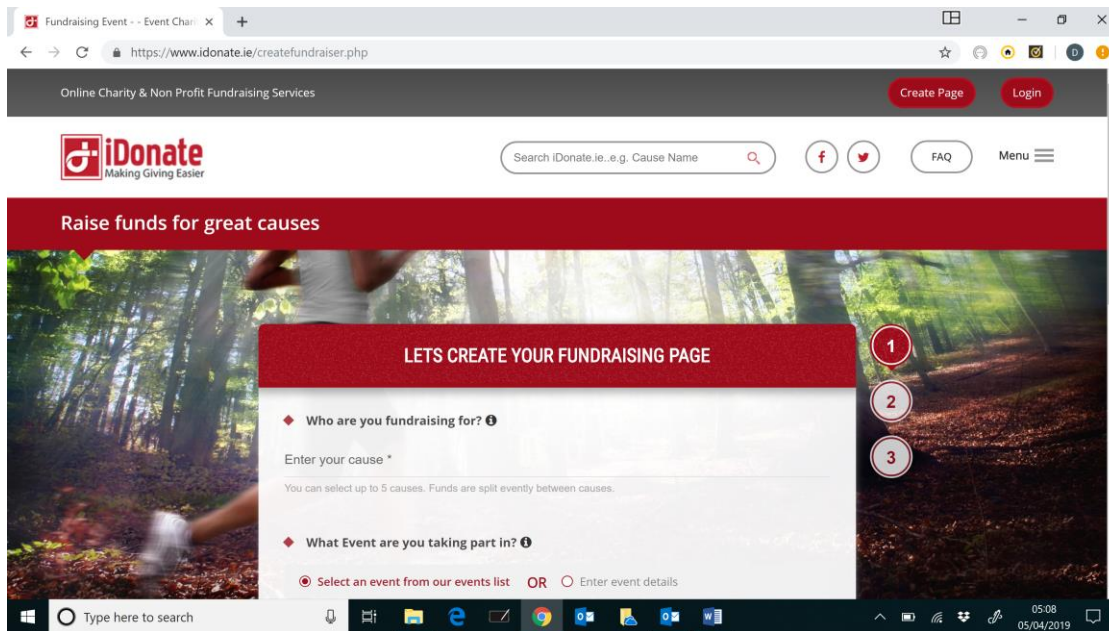 Fundraising Event - - Event Chari
https://www.idonate.ie/createfundraiser.php
D
Online Charity & Non Profit Fundraising Services
Create Page
Login
iDonate
Making Giving Easier
Search iDonate.ie..e.g. Cause Name
FAQ
Menu
Raise funds for great causes
LETS CREATE YOUR FUNDRAISING PAGE
1
2
3
Who are you fundraising for?
Enter your cause *
You can select up to 5 causes. Funds are split evently between causes.
What Event are you taking part in?
Select an event from our events list OR Enter event details
Type here to search
05:08
05/04/2019